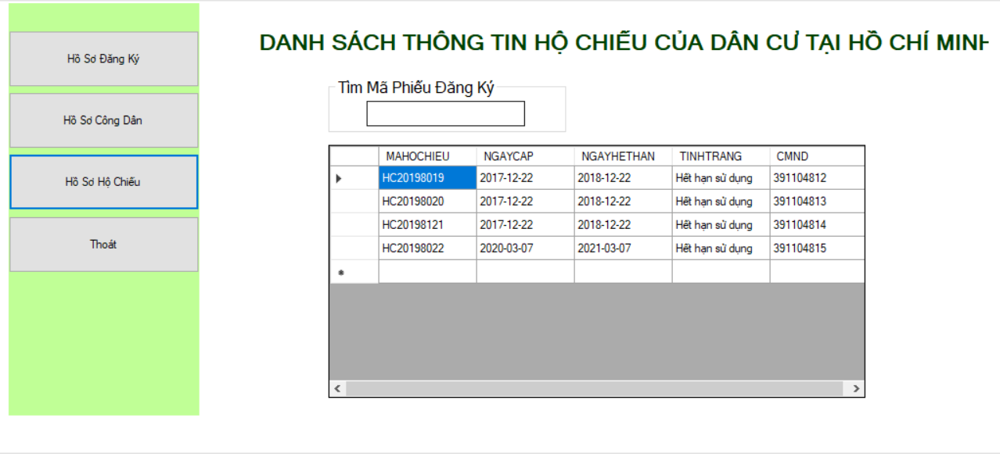 DANH SÁCH THÔNG TIN HỘ CHIẾU CỦA DÂN CƯ TẠI HỒ CHÍ MINH
Hồ Sơ Đăng Ký
Hồ Sơ Công Dân
Hồ Sơ Hộ Chiếu
Thoát
Tìm Mã Phiếu Đăng Ký
MAHOCHIEU NGAYCAP NGAYHETHAN TINHTRANG CMND
HC20198019 2017-12-22 2018-12-22 Hết hạn sử dụng 391104812
HC20198020 2017-12-22 2018-12-22 Hết hạn sử dụng 391104813
HC20198121 2017-12-22 2018-12-22 Hết hạn sử dụng 391104814
HC20198022 2020-03-07 2021-03-07 Hết hạn sử dụng 391104815